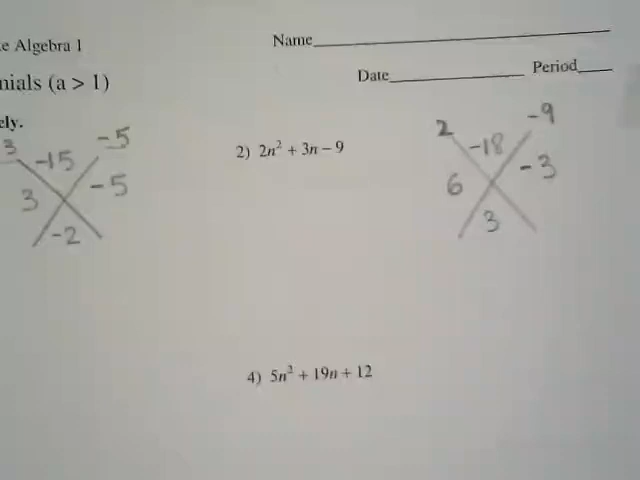 e Algebra 1
Name
nials (a > 1)
Date Period
ely.
3 -15 -5
3 -5
-2
2) 2n² + 3n – 9
2 -18 -9
6 -3
3
4) 5n² + 19n + 12